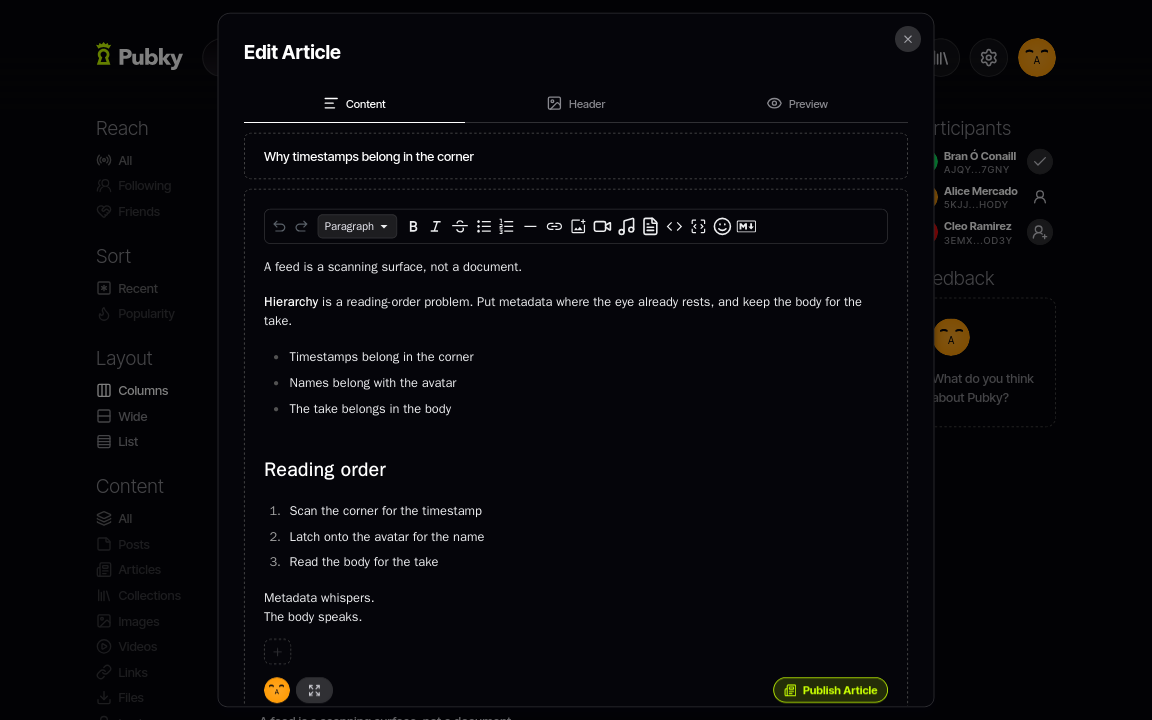 Pubky
Edit Article
Content
Header
Preview
Why timestamps belong in the corner
Paragraph
A feed is a scanning surface, not a document.
Hierarchy is a reading-order problem. Put metadata where the eye already rests, and keep the body for the
take.
• Timestamps belong in the corner
• Names belong with the avatar
• The take belongs in the body
Reading order
1. Scan the corner for the timestamp
2. Latch onto the avatar for the name
3. Read the body for the take
Metadata whispers.
The body speaks.
A
Publish Article
Reach
All
Following
Friends
Sort
Recent
Popularity
Layout
Columns
Wide
List
Content
All
Posts
Articles
Collections
Images
Videos
Links
Files
A
rticipants
Bran Ó Conaill
AJQY...7GNY
Alice Mercado
5KJJ...HODY
Cleo Ramirez
3EMX...OD3Y
edback
A
What do you think
about Pubky?
A feed is a scanning surface, not a document.